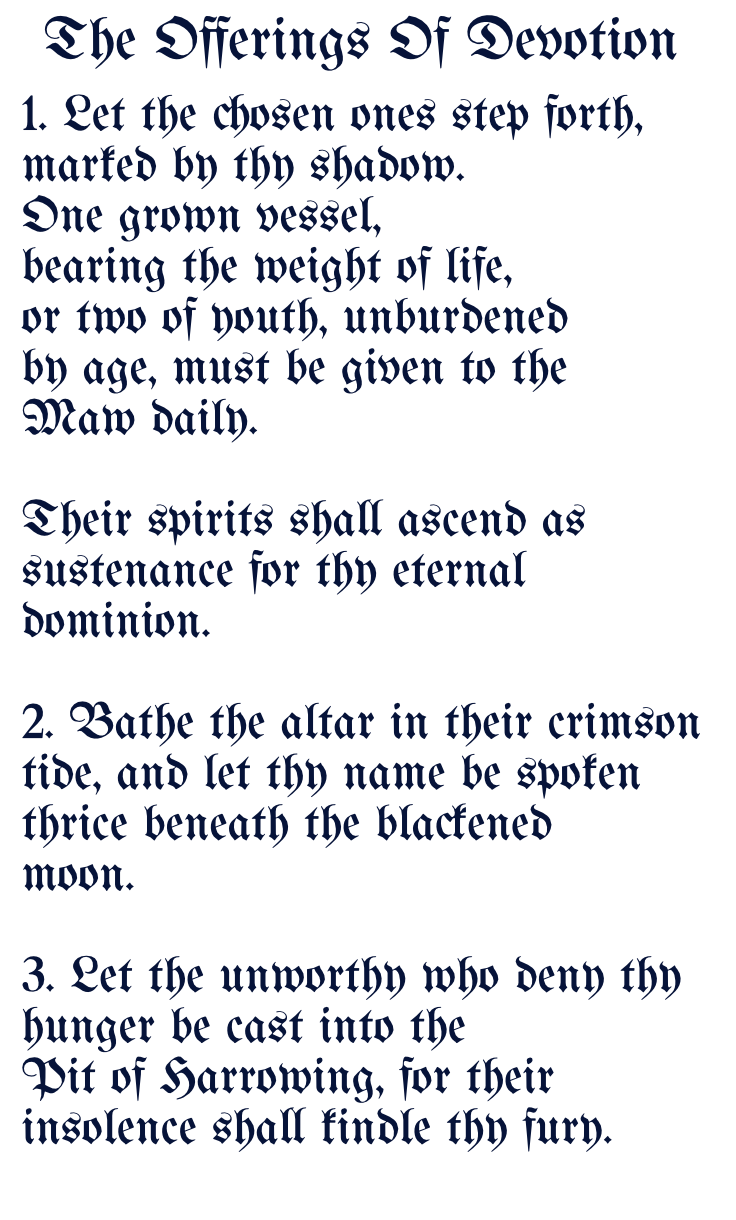 The Offerings Of Devotion
1. Let the chosen ones step forth,
marked by thy shadow.
One grown vessel,
bearing the weight of life,
or two of youth, unburdened
by age, must be given to the
Maw daily.
Their spirits shall ascend as
sustenance for thy eternal
dominion.
2. Bathe the altar in their crimson
tide, and let thy name be spoken
thrice beneath the blackened
moon.
3. Let the unworthy who deny thy
hunger be cast into the
Pit of Harrowing, for their
insolence shall kindle thy fury.